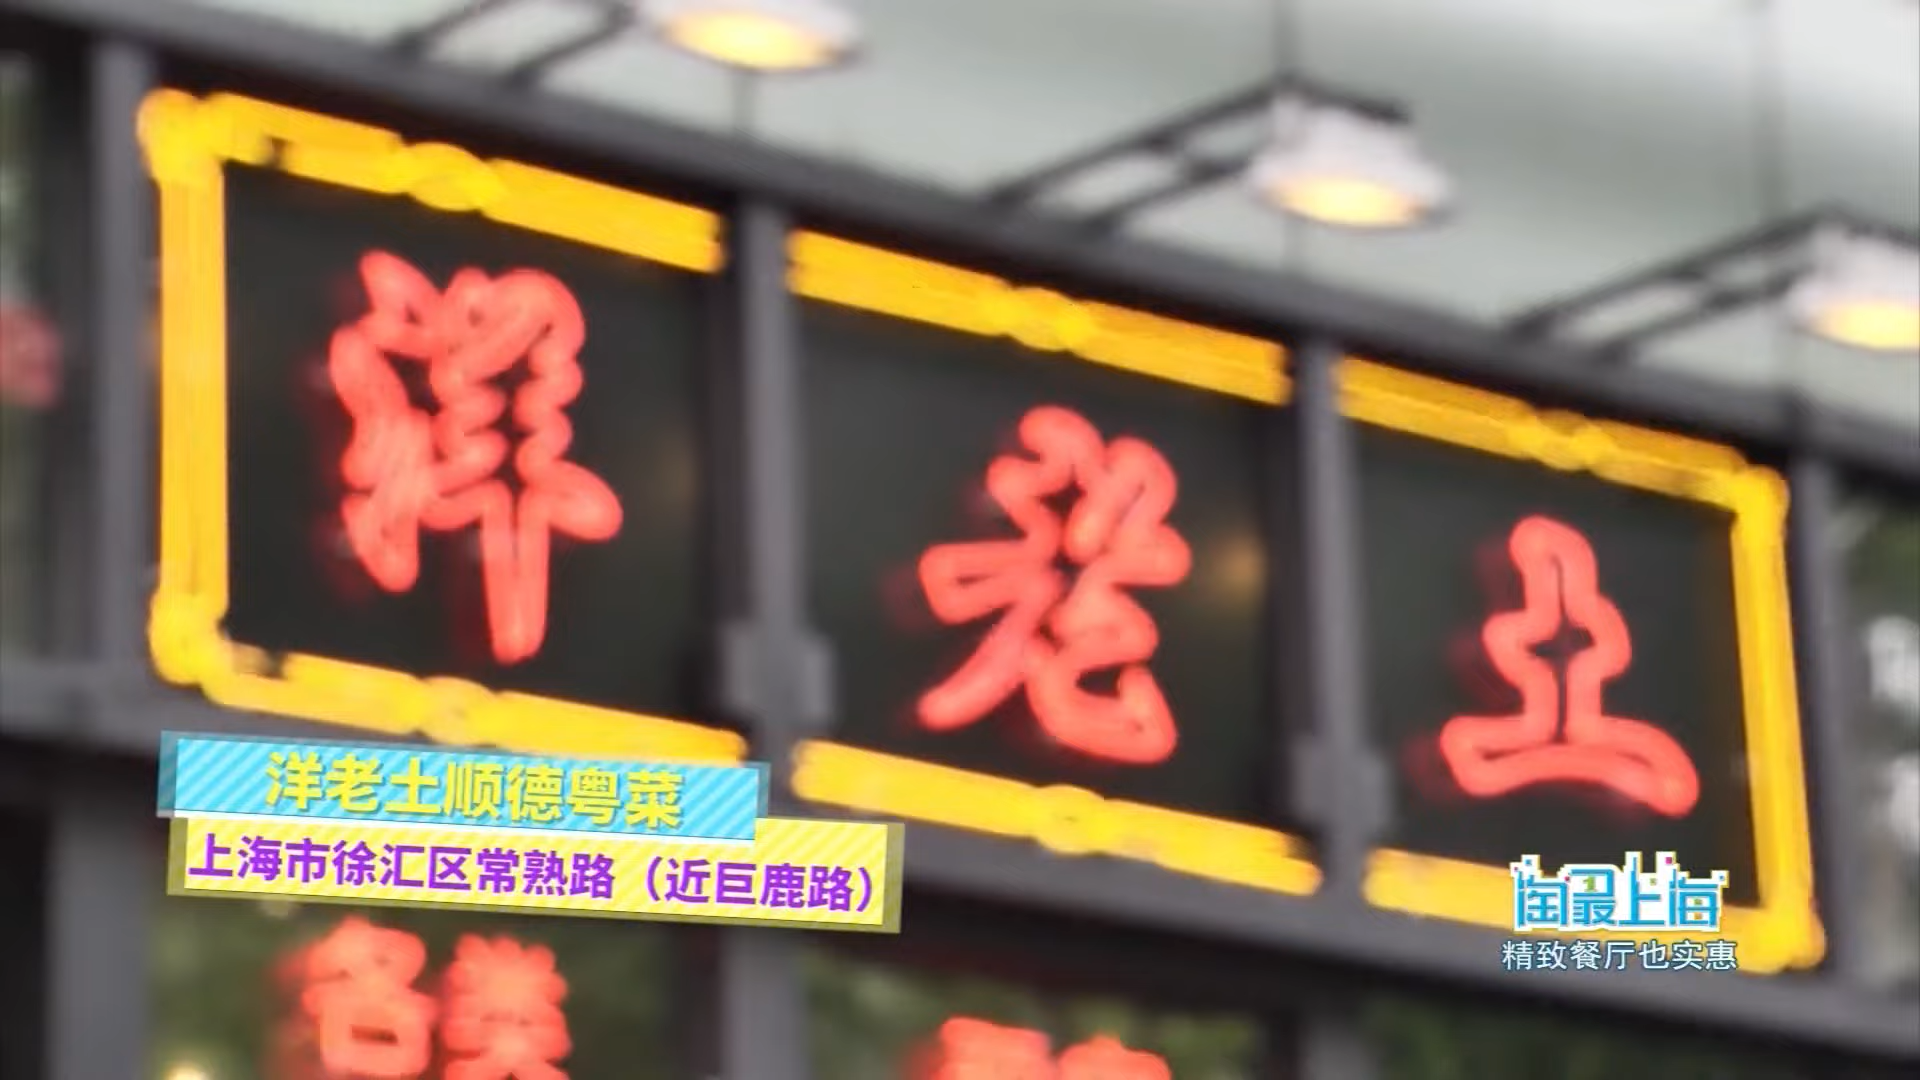 洋老土
洋老土顺德粤菜
上海市徐汇区常熟路（近巨鹿路）
淘最上海
精致餐厅也实惠